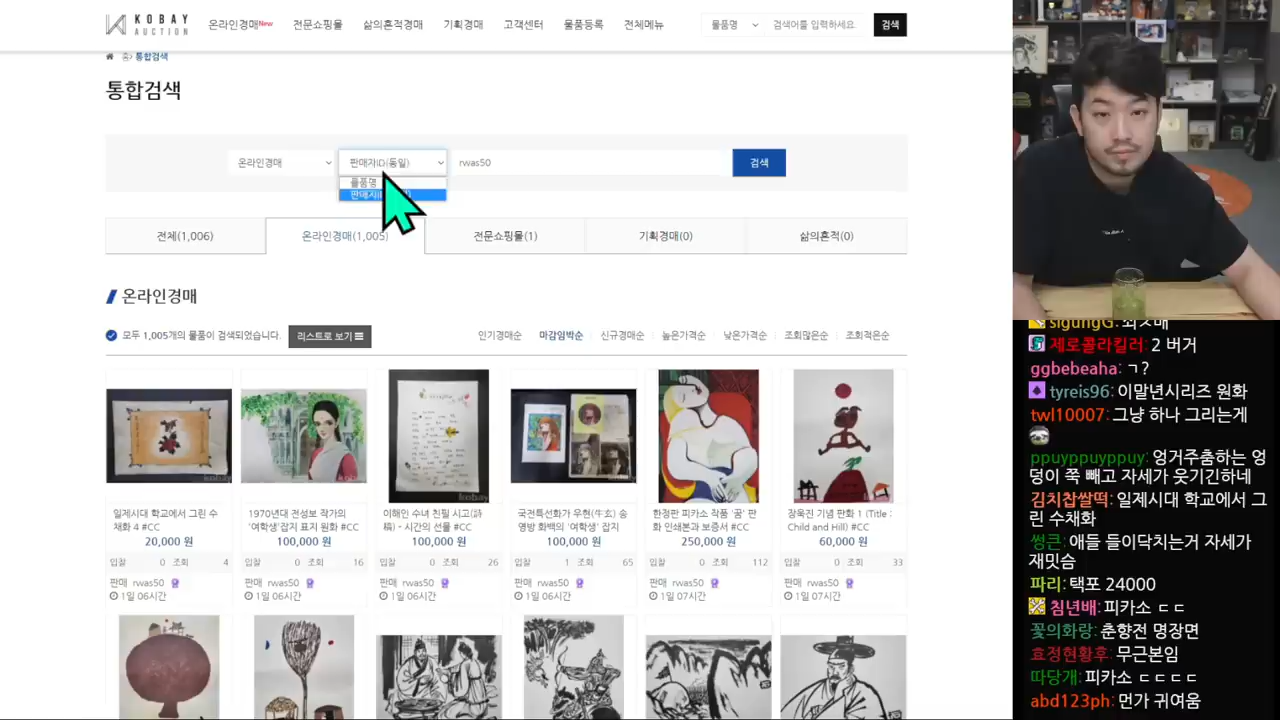 KOBAY
AUCTION
온라인경매New 전문쇼핑몰 삶의흔적경매 기획경매 고객센터 물품등록 전체메뉴
물품명 검색어를 입력하세요. 검색
홈> 통합검색
통합검색
온라인경매 판매자ID(동일) rwas50 검색
물품명
전체(1,006) 온라인경매(1,005) 전문쇼핑몰(1) 기획경매(0) 삶의흔적(0)
온라인경매
모두 1,005개의 물품이 검색되었습니다. 리스트로 보기
인기경매순 마감임박순 신규경매순 높은가격순 낮은가격순 조회많은순 조회적은순
일제시대 학교에서 그린 수
채화 4 #CC
20,000 원
입찰 0 조회 4
판매 rwas50
1일 06시간
1970년대 전성보 작가의
'여학생' 잡지 표지 원화 #CC
100,000 원
입찰 0 조회 16
판매 rwas50
1일 06시간
이해인 수녀 친필 시고(詩
稿) - 시간의 선물 #CC
100,000 원
입찰 0 조회 26
판매 rwas50
1일 06시간
국전특선화가 우현(牛玄) 송
영방 화백의 '여학생' 잡지
100,000 원
입찰 1 조회 65
판매 rwas50
1일 06시간
한정판 피카소 작품 '꿈' 판
화 인쇄본과 보증서 #CC
250,000 원
입찰 0 조회 112
판매 rwas50
1일 07시간
장욱진 기념 판화 1 (Title :
Child and Hill) #CC
60,000 원
입찰 0 조회 33
판매 rwas50
1일 07시간
kobay
sigungG: 
제로콜라킬러: 2 버거
ggbebeaha: ㄱ?
tyreis96: 이말년시리즈 원화
twl10007: 그냥 하나 그리는게
ppuyppuyppuy: 엉거주춤하는 엉
덩이 쭉 빼고 자세가 웃기긴하네
김치찹쌀떡: 일제시대 학교에서 그
린 수채화
썽큰: 애들 들이닥치는거 자세가
재밋슴
파리: 택포 24000
침년배: 피카소 ㄷㄷ
꽃의화랑: 춘향전 명장면
효정현황후: 무근본임
따당개: 피카소 ㄷㄷㄷㄷ
abd123ph: 먼가 귀여움